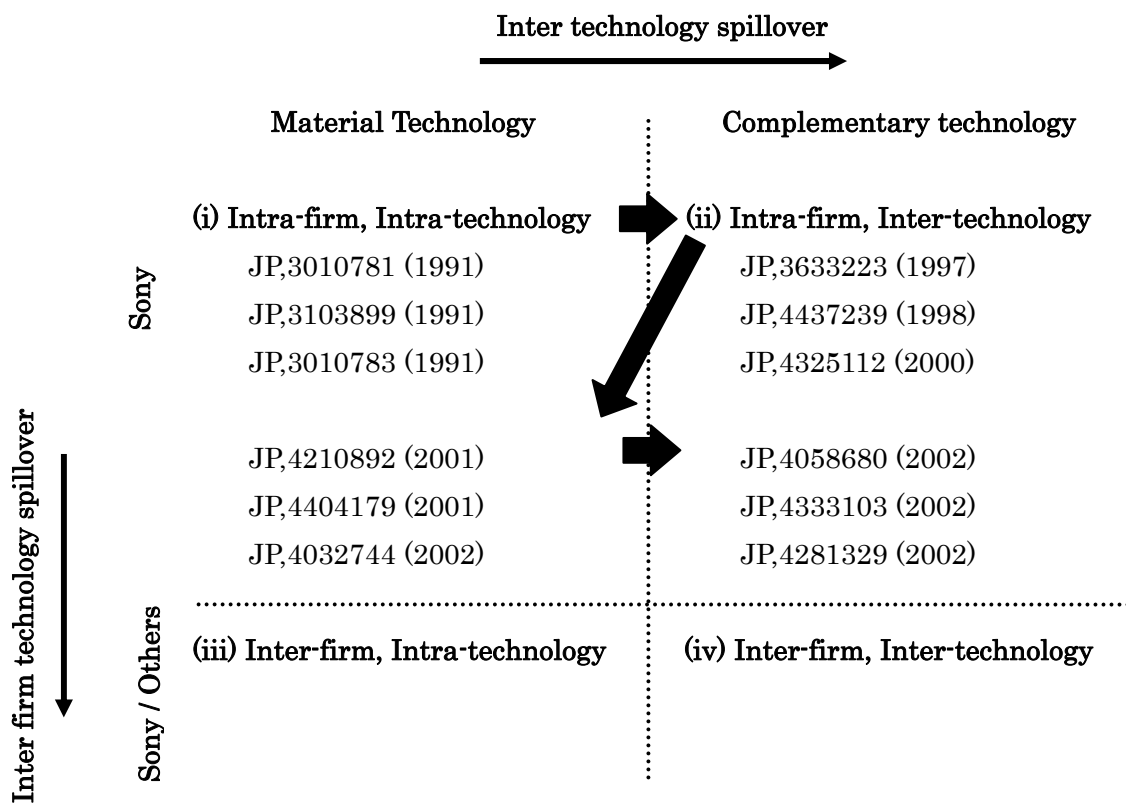 Inter technology spillover
Material Technology
Complementary technology
(i) Intra-firm, Intra-technology
(ii) Intra-firm, Inter-technology
Sony
JP,3010781 (1991)
JP,3633223 (1997)
JP,3103899 (1991)
JP,4437239 (1998)
JP,3010783 (1991)
JP,4325112 (2000)
Inter firm technology spillover
JP,4210892 (2001)
JP,4058680 (2002)
JP,4404179 (2001)
JP,4333103 (2002)
JP,4032744 (2002)
JP,4281329 (2002)
Sony / Others
(iii) Inter-firm, Intra-technology
(iv) Inter-firm, Inter-technology